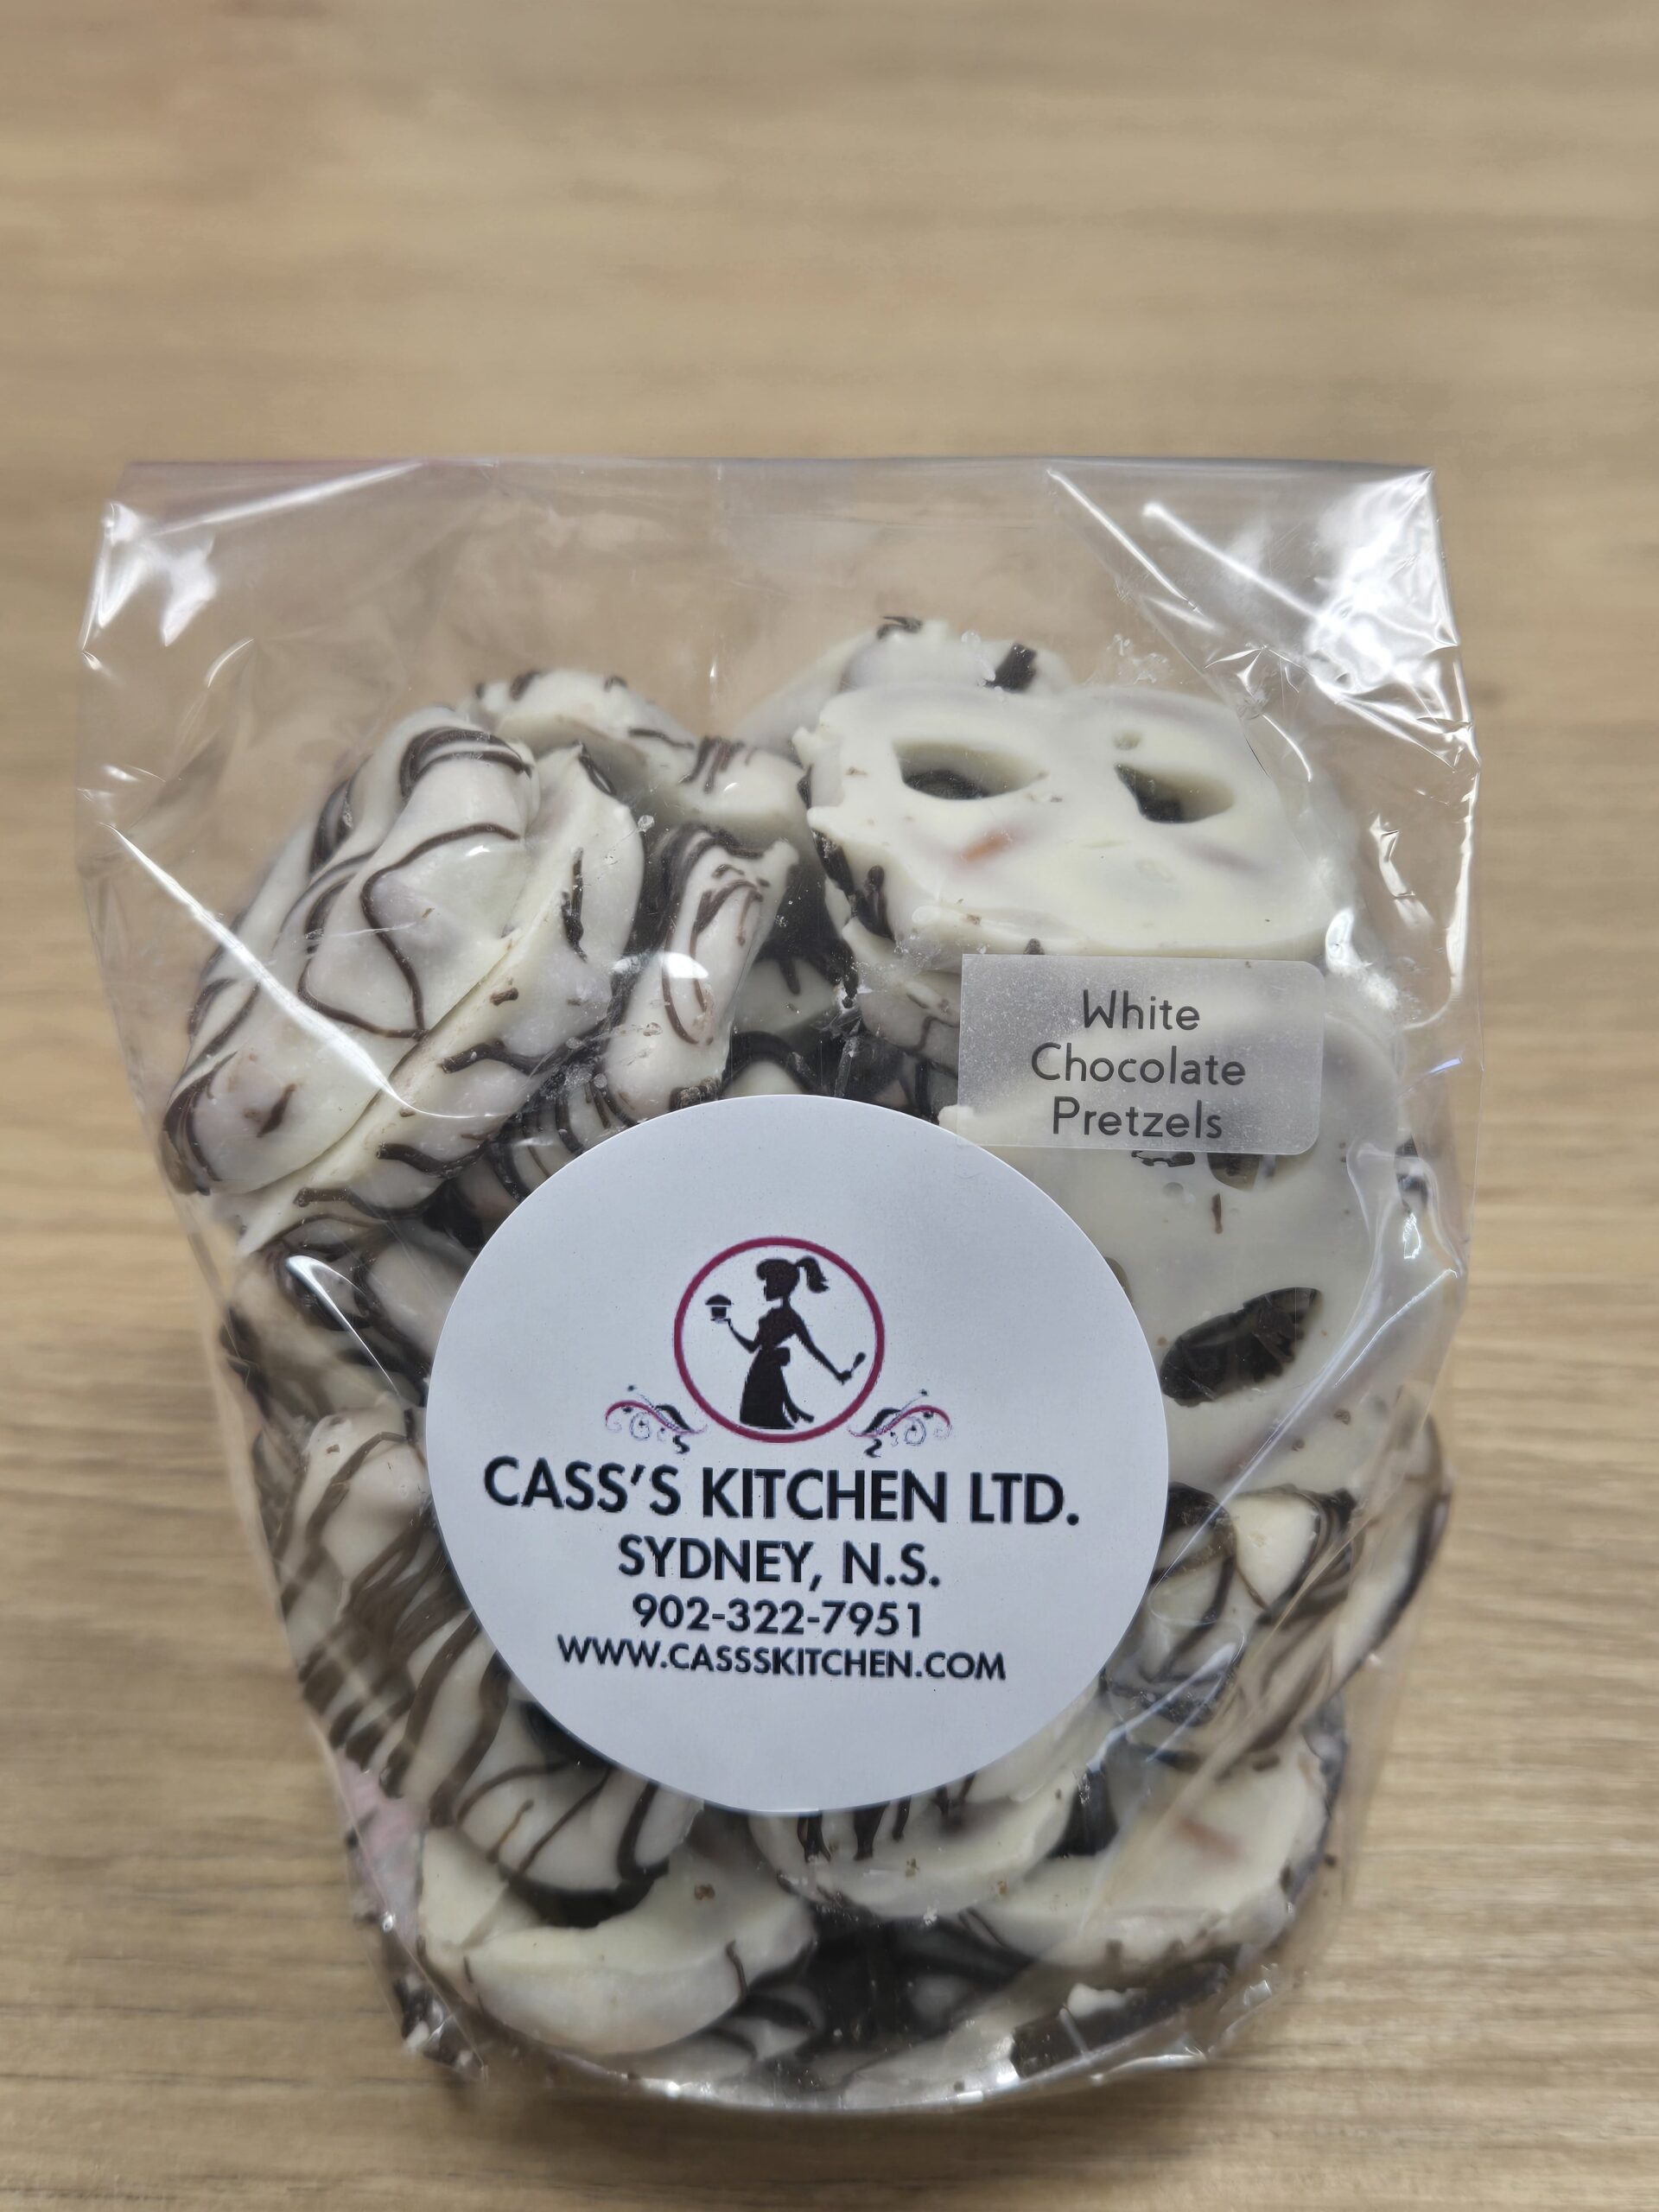 White
Chocolate
Pretzels
CASS'S KITCHEN LTD.
SYDNEY, N.S.
902-322-7951
WWW.CASSSKITCHEN.COM